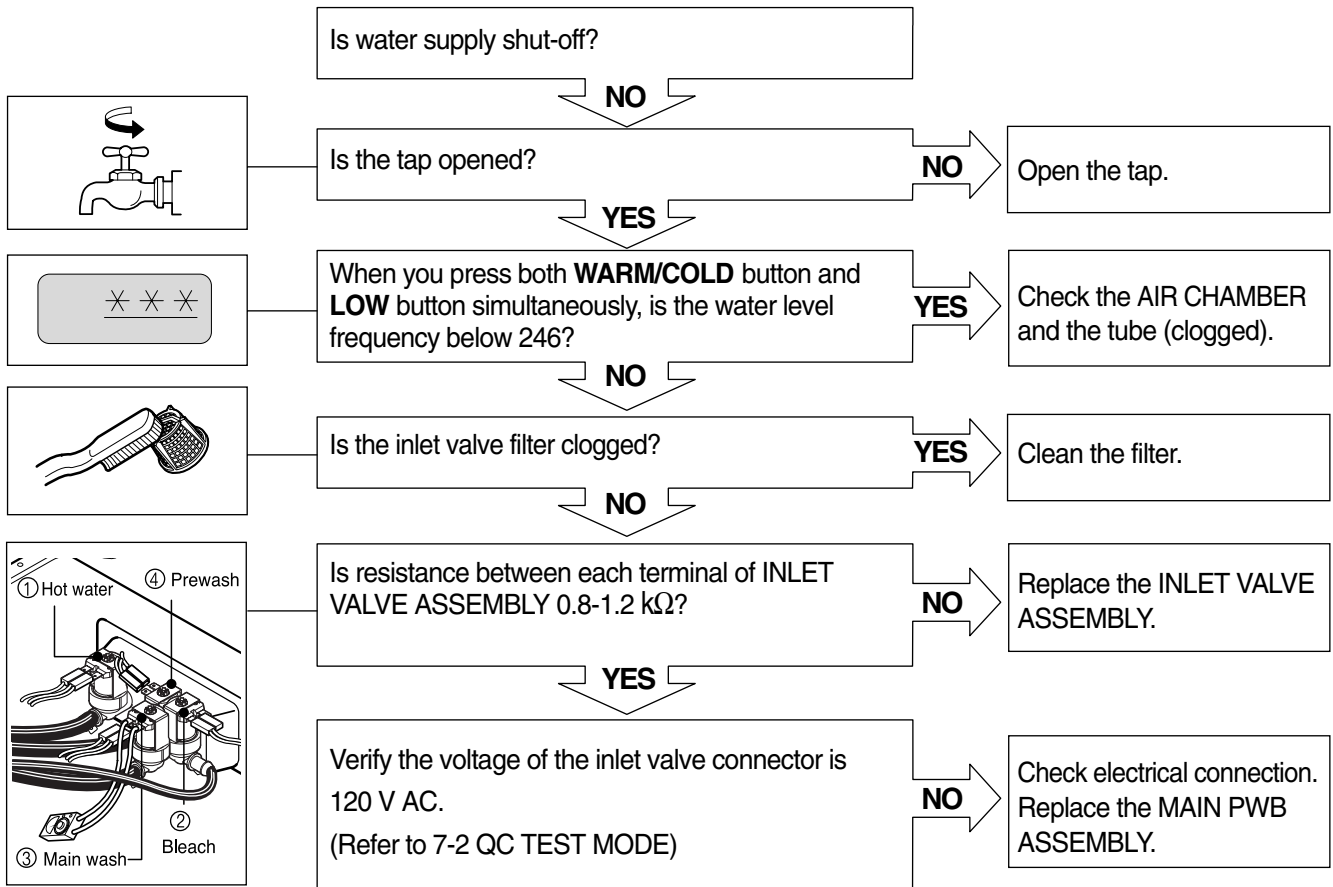 Is water supply shut-off?
NO
Is the tap opened?
NO
Open the tap.
YES
When you press both WARM/COLD button and
LOW button simultaneously, is the water level
frequency below 246?
YES
Check the AIR CHAMBER
and the tube (clogged).
NO
Is the inlet valve filter clogged?
YES
Clean the filter.
NO
① Hot water
④ Prewash
②
Bleach
③ Main wash
Is resistance between each terminal of INLET
VALVE ASSEMBLY 0.8-1.2 kΩ?
NO
Replace the INLET VALVE
ASSEMBLY.
YES
Verify the voltage of the inlet valve connector is
120 V AC.
(Refer to 7-2 QC TEST MODE)
NO
Check electrical connection.
Replace the MAIN PWB
ASSEMBLY.